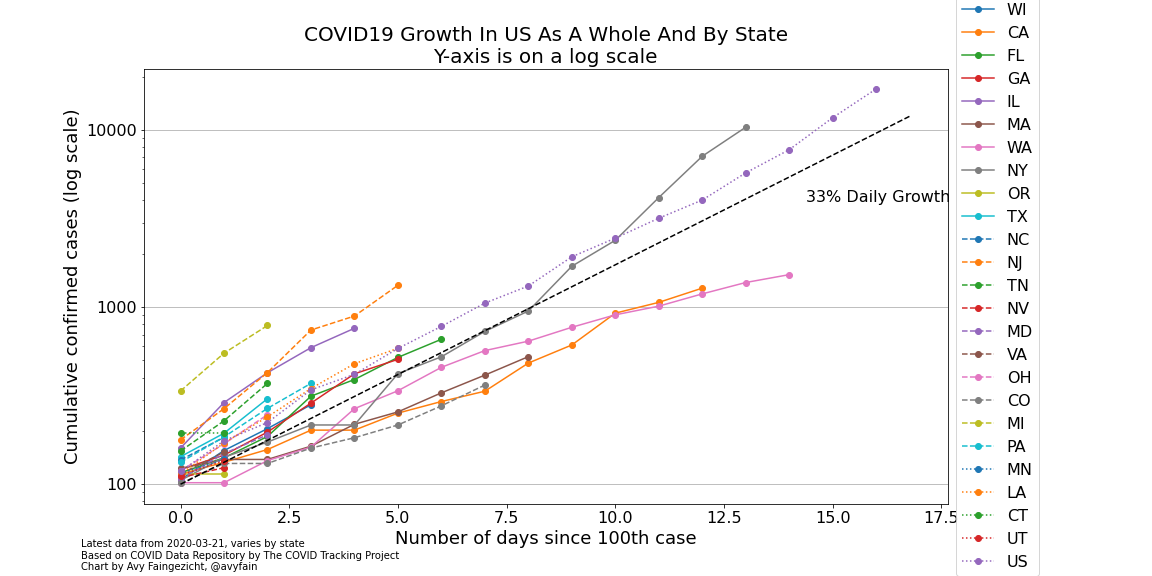 COVID19 Growth In US As A Whole And By State
Y-axis is on a log scale
Cumulative confirmed cases (log scale)
10000
1000
100
33% Daily Growth
0.0 2.5 5.0 7.5 10.0 12.5 15.0 17.5
Number of days since 100th case
Latest data from 2020-03-21, varies by state
Based on COVID Data Repository by The COVID Tracking Project
Chart by Avy Faingezicht, @avyfain
WI
CA
FL
GA
IL
MA
WA
NY
OR
TX
NC
NJ
TN
NV
MD
VA
OH
CO
MI
PA
MN
LA
CT
UT
US